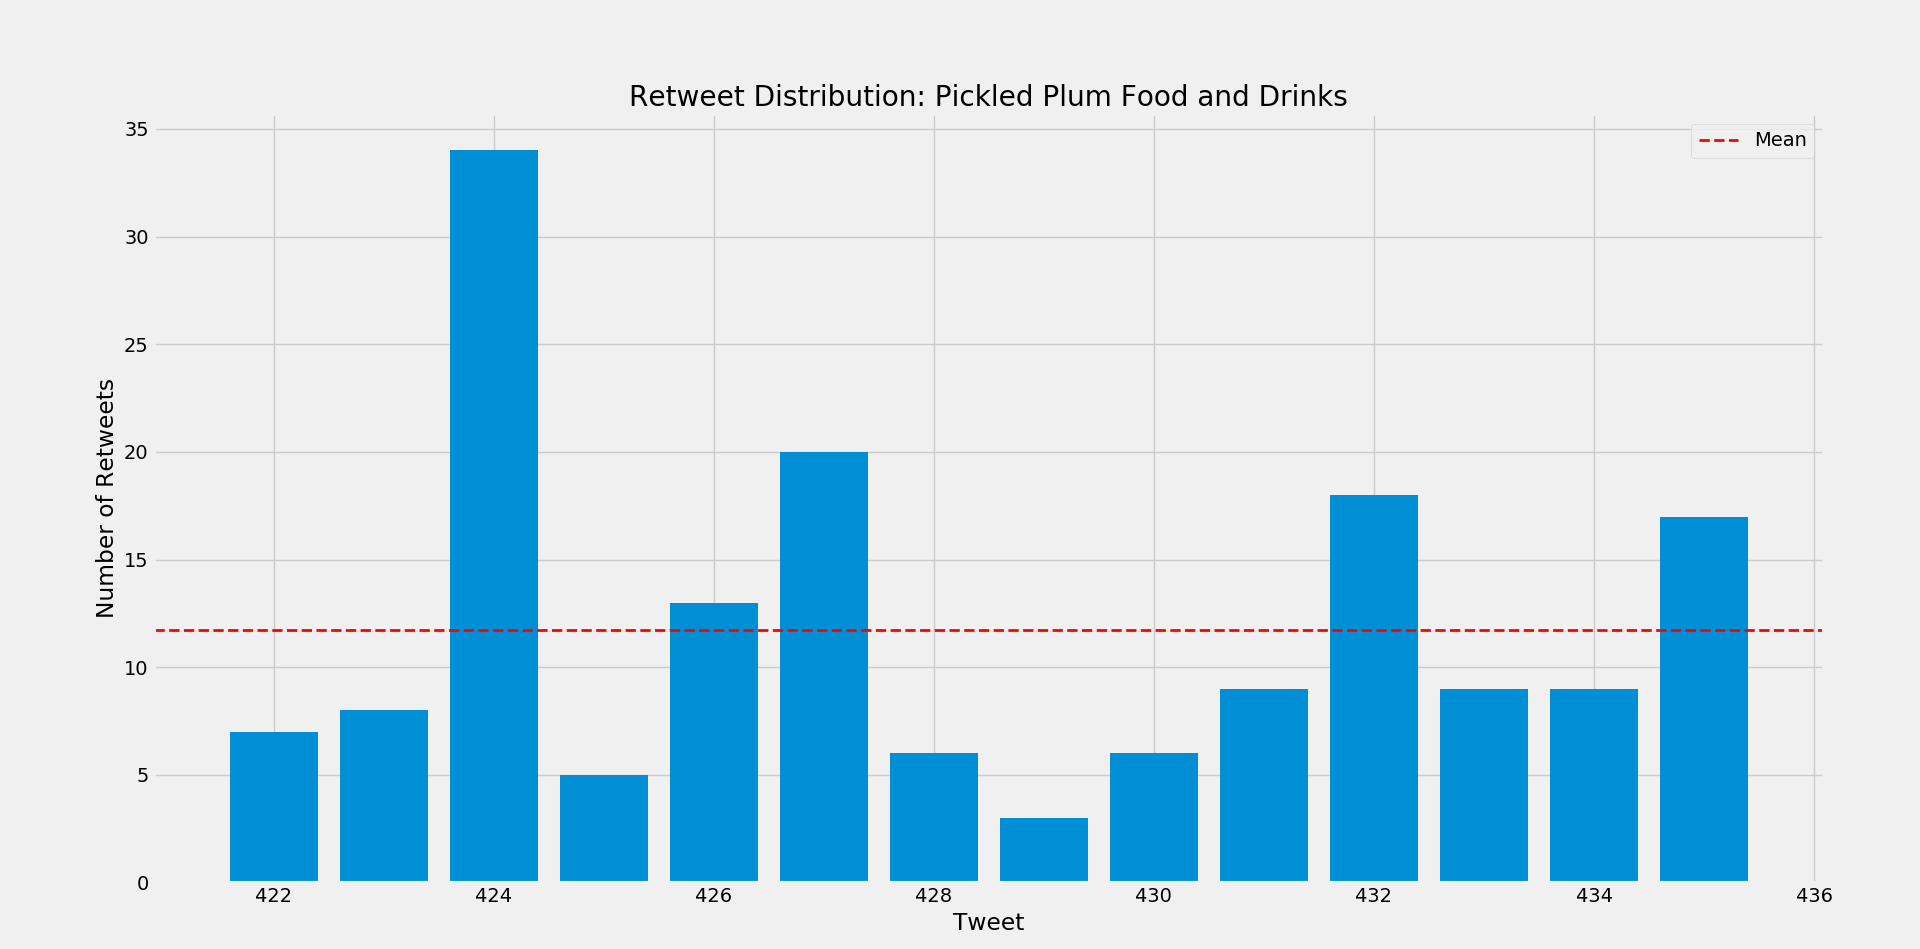 Retweet Distribution: Pickled Plum Food and Drinks
Mean
35
30
25
20
15
10
5
0
Number of Retweets
422 424 426 428 430 432 434 436
Tweet